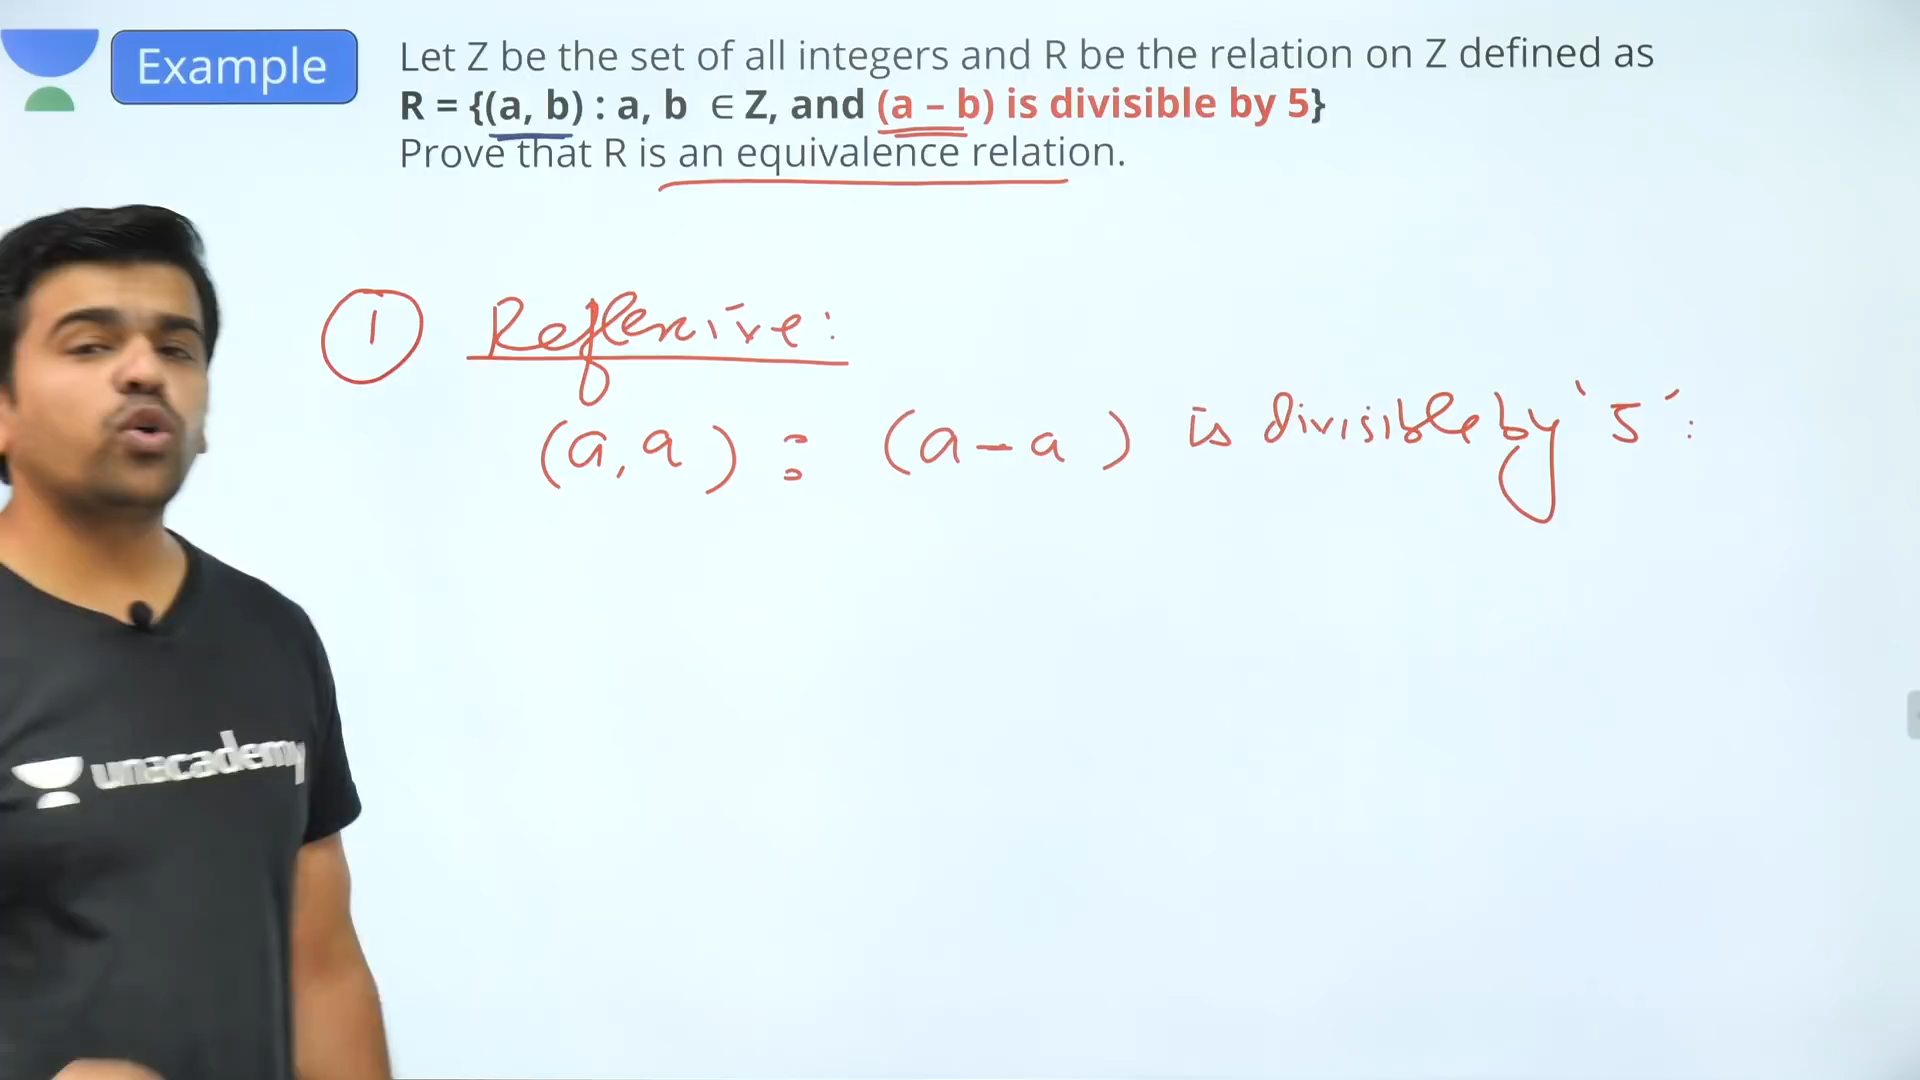 Example
Let Z be the set of all integers and R be the relation on Z defined as
R = {(a, b) : a, b ∈ Z, and (a – b) is divisible by 5}
Prove that R is an equivalence relation.
1 Reflexive:
(a, a) : (a - a) is divisible by '5':
unacademy